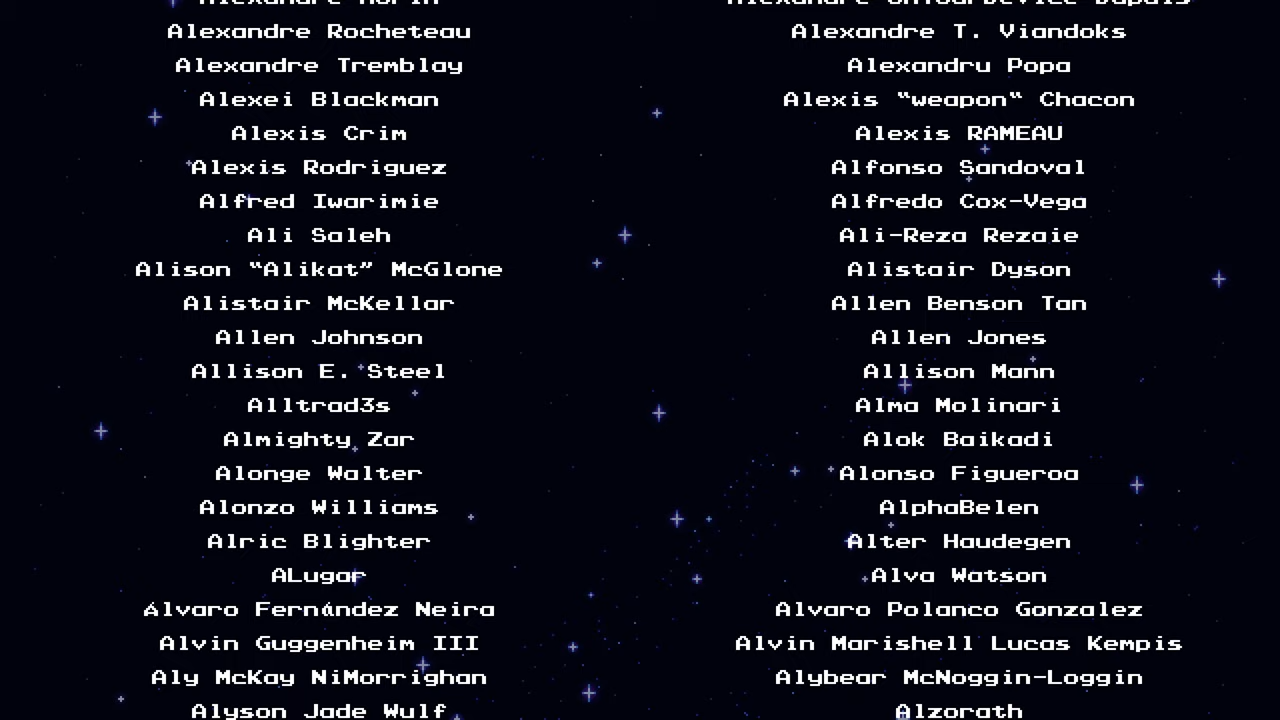 Alexandre Rocheteau
Alexandre T. Viandoks
Alexandre Tremblay
Alexandru Popa
Alexei Blackman
Alexis “weapon“ Chacon
Alexis Crim
Alexis RAMEAU
Alexis Rodriguez
Alfonso Sandoval
Alfred Iwarimie
Alfredo Cox-Vega
Ali Saleh
Ali-Reza Rezaie
Alison “Alikat” McGlone
Alistair Dyson
Alistair McKellar
Allen Benson Tan
Allen Johnson
Allen Jones
Allison E. Steel
Allison Mann
Alltrad3s
Alma Molinari
Almighty Zar
Alok Baikadi
Alonge Walter
Alonso Figueroa
Alonzo Williams
AlphaBelen
Alric Blighter
Alter Haudegen
ALugar
Alva Watson
Álvaro Fernández Neira
Alvaro Polanco Gonzalez
Alvin Guggenheim III
Alvin Marishell Lucas Kempis
Aly McKay NiMorrighan
Alybear McNoggin-Loggin
Alyson Jade Wulf
Alzorath